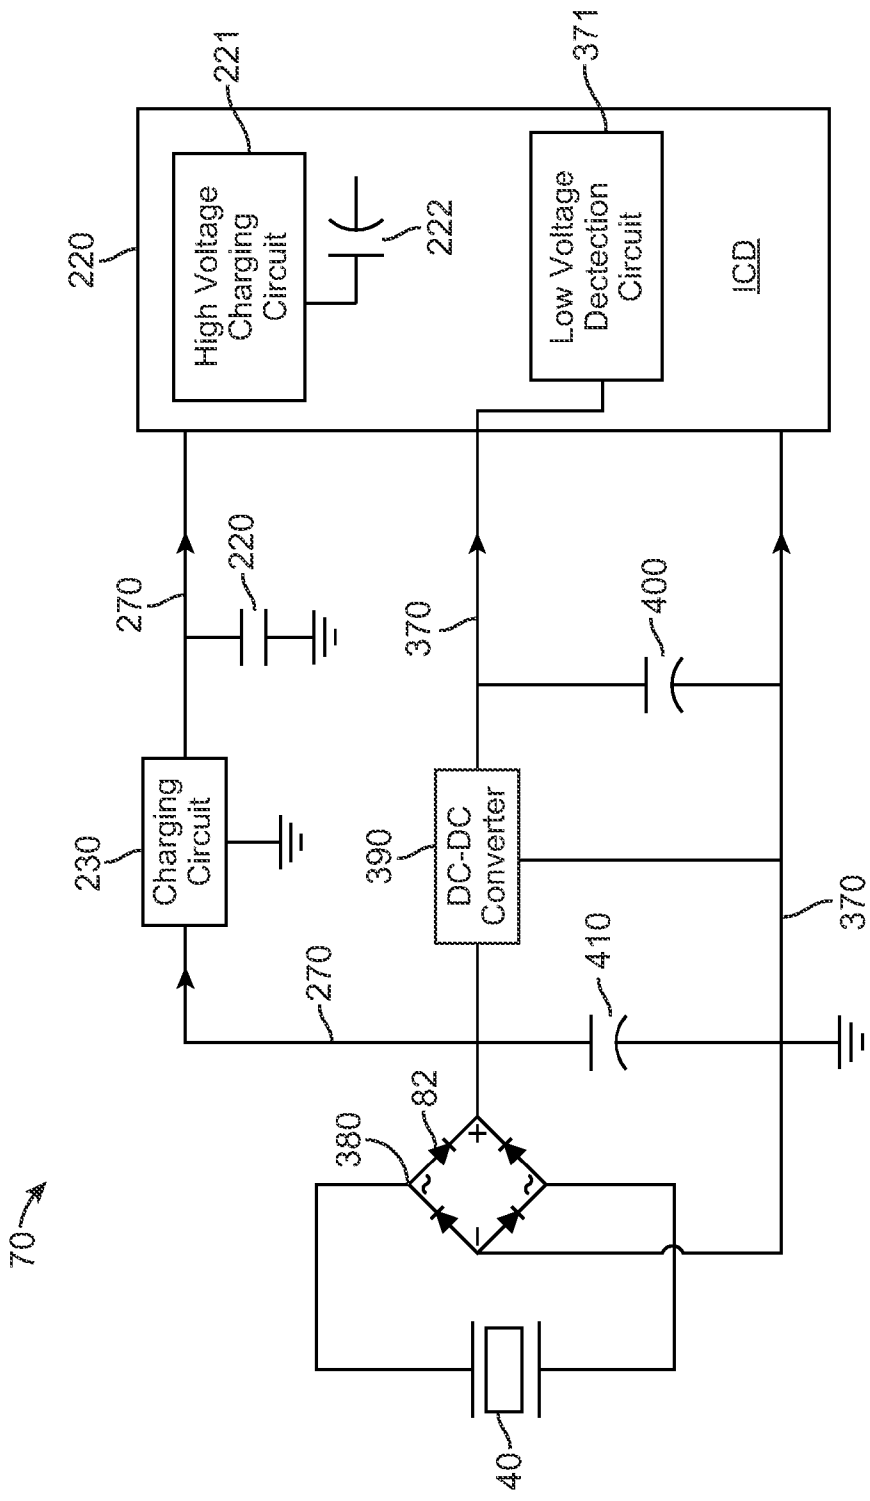 70
40
380
82
270
230
Charging
Circuit
270
220
410
390
DC-DC
Converter
370
400
370
220
221
High Voltage
Charging
Circuit
222
371
Low Voltage
Dectection
Circuit
ICD
~
~
+
−